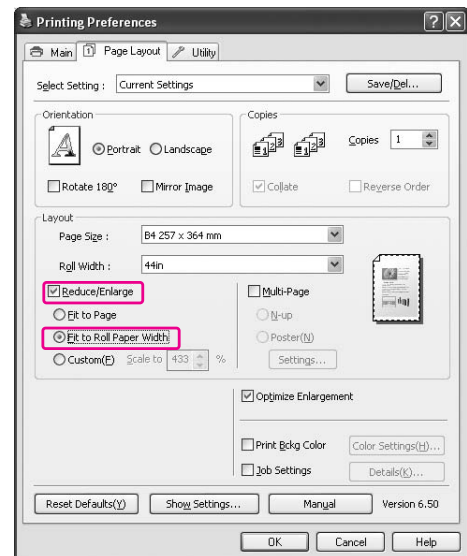 Printing Preferences
Main Page Layout Utility
Select Setting : Current Settings Save/Del...
Orientation
Portrait Landscape
Rotate 180° Mirror Image
Copies
Copies 1
Collate Reverse Order
Layout
Page Size : B4 257 x 364 mm
Roll Width : 44in
Reduce/Enlarge
Fit to Page
Fit to Roll Paper Width
Custom(F) Scale to 433 %
Multi-Page
N-up
Poster(N)
Settings...
Optimize Enlargement
Print Bckg Color Color Settings(H)...
Job Settings Details(K)...
Reset Defaults(Y) Show Settings... Manual Version 6.50
OK Cancel Help